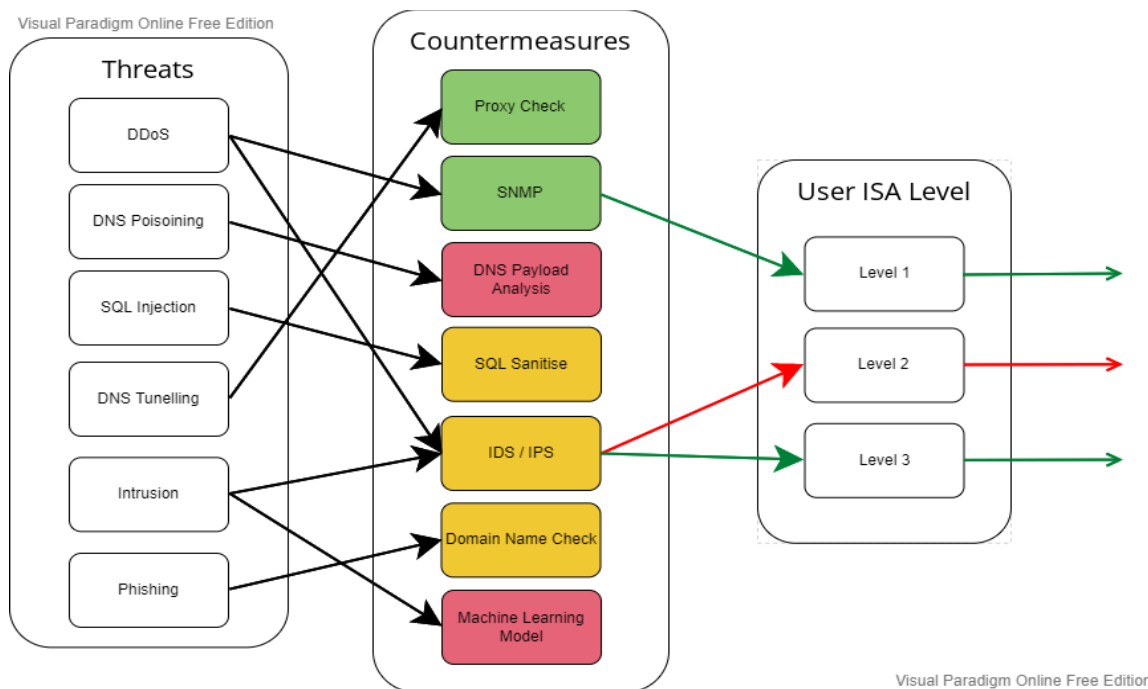 Visual Paradigm Online Free Edition
Threats
DDoS
DNS Poisoining
SQL Injection
DNS Tunelling
Intrusion
Phishing
Countermeasures
Proxy Check
SNMP
DNS Payload
Analysis
SQL Sanitise
IDS / IPS
Domain Name Check
Machine Learning
Model
User ISA Level
Level 1
Level 2
Level 3
Visual Paradigm Online Free Edition